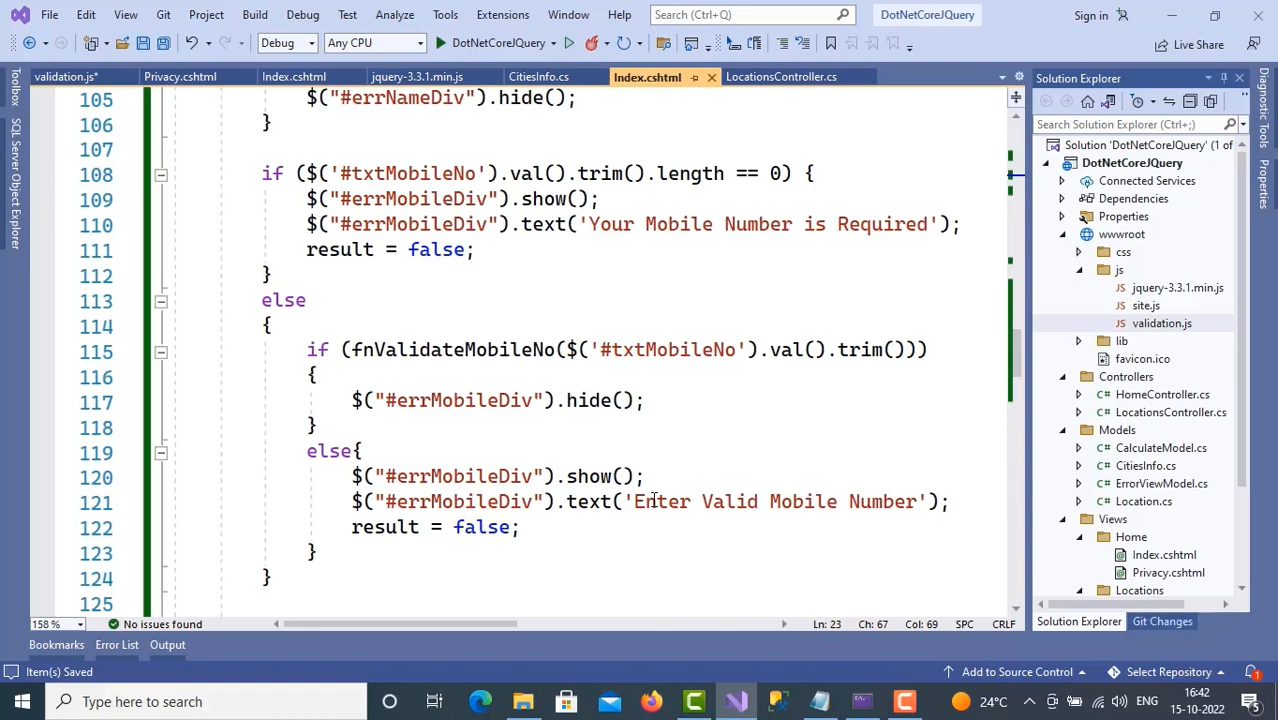 File Edit View Git Project Build Debug Test Analyze Tools Extensions Window Help Search (Ctrl+Q) DotNetCoreJQuery Sign in
Debug Any CPU DotNetCoreJQuery Live Share
validation.js* Privacy.cshtml Index.cshtml jquery-3.3.1.min.js CitiesInfo.cs Index.cshtml LocationsController.cs
Toolbox
SQL Server Object Explorer
105 $("#errNameDiv").hide();
106 }
107
108 if ($('#txtMobileNo').val().trim().length == 0) {
109 $("#errMobileDiv").show();
110 $("#errMobileDiv").text('Your Mobile Number is Required');
111 result = false;
112 }
113 else
114 {
115 if (fnValidateMobileNo($('#txtMobileNo').val().trim()))
116 {
117 $("#errMobileDiv").hide();
118 }
119 else{
120 $("#errMobileDiv").show();
121 $("#errMobileDiv").text('Enter Valid Mobile Number');
122 result = false;
123 }
124 }
125
158 % No issues found Ln: 23 Ch: 67 Col: 69 SPC CRLF
Solution Explorer
Search Solution Explorer (Ctrl+;)
Solution 'DotNetCoreJQuery' (1 of
DotNetCoreJQuery
Connected Services
Dependencies
Properties
wwwroot
css
js
jquery-3.3.1.min.js
site.js
validation.js
lib
favicon.ico
Controllers
HomeController.cs
LocationsController.cs
Models
CalculateModel.cs
CitiesInfo.cs
ErrorViewModel.cs
Location.cs
Views
Home
Index.cshtml
Privacy.cshtml
Locations
Solution Explorer Git Changes
Diagnostic Tools
Properties
Bookmarks Error List Output
Item(s) Saved Add to Source Control Select Repository 1
Type here to search 24°C ENG 16:42
15-10-2022 5